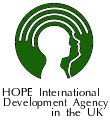 HOPE International
Development Agency
in the UK